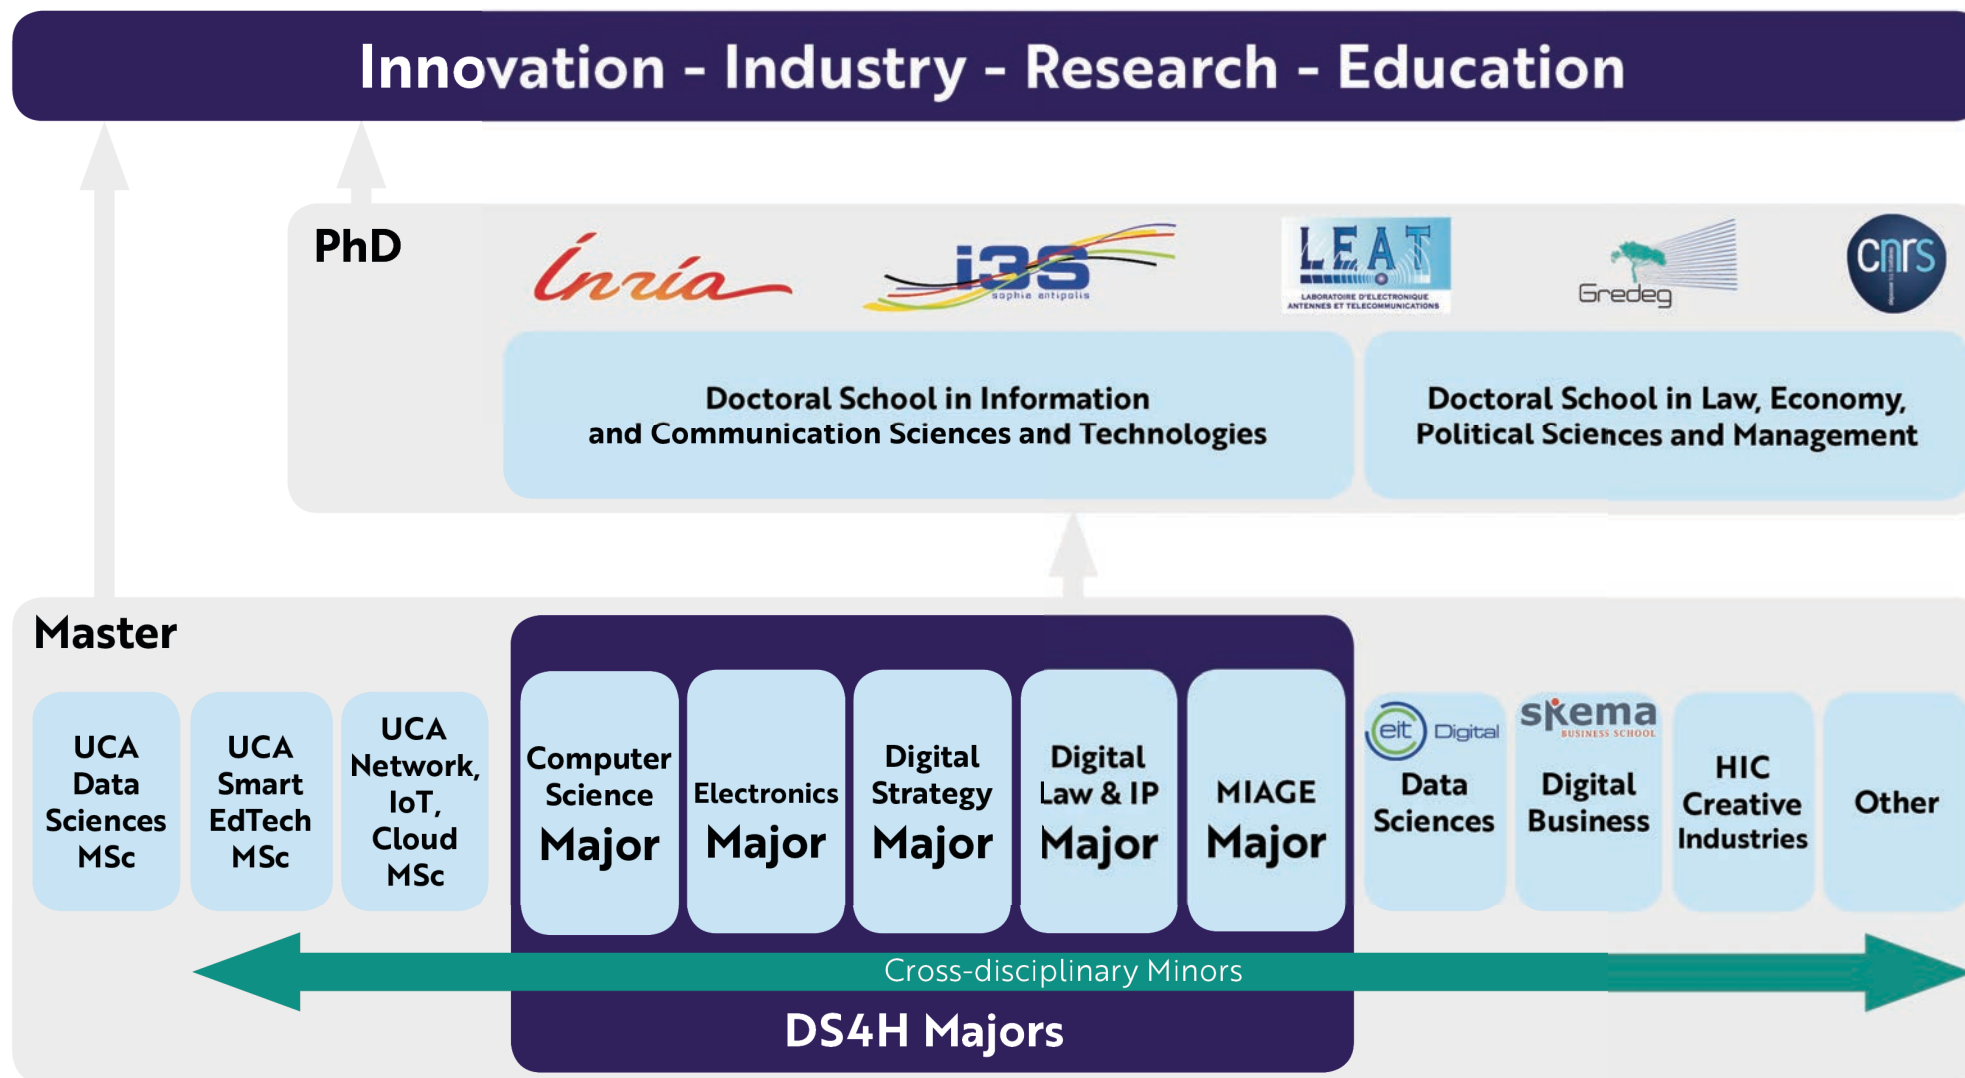 Innovation - Industry - Research - Education
PhD
Inria
i3S
sophia antipolis
LEAT
LABORATOIRE D'ELECTRONIQUE
ANTENNES ET TELECOMMUNICATIONS
Gredeg
cnrs
Doctoral School in Information
and Communication Sciences and Technologies
Doctoral School in Law, Economy,
Political Sciences and Management
Master
UCA
Data
Sciences
MSc
UCA
Smart
EdTech
MSc
UCA
Network,
IoT,
Cloud
MSc
Computer
Science
Major
Electronics
Major
Digital
Strategy
Major
Digital
Law & IP
Major
MIAGE
Major
eit Digital
Data
Sciences
skema
BUSINESS SCHOOL
Digital
Business
HIC
Creative
Industries
Other
Cross-disciplinary Minors
DS4H Majors